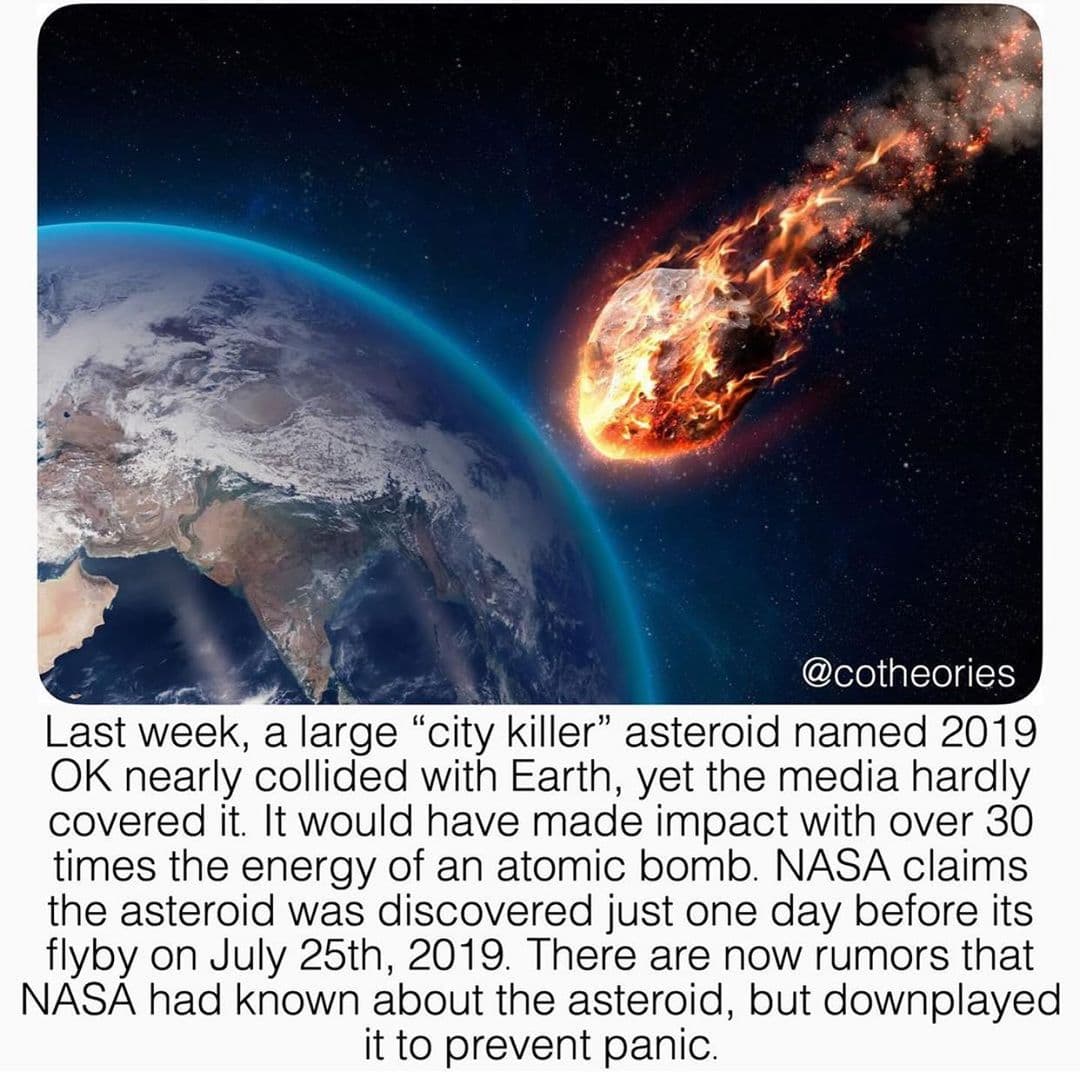 @cotheories
Last week, a large “city killer” asteroid named 2019
OK nearly collided with Earth, yet the media hardly
covered it. It would have made impact with over 30
times the energy of an atomic bomb. NASA claims
the asteroid was discovered just one day before its
flyby on July 25th, 2019. There are now rumors that
NASA had known about the asteroid, but downplayed
it to prevent panic.